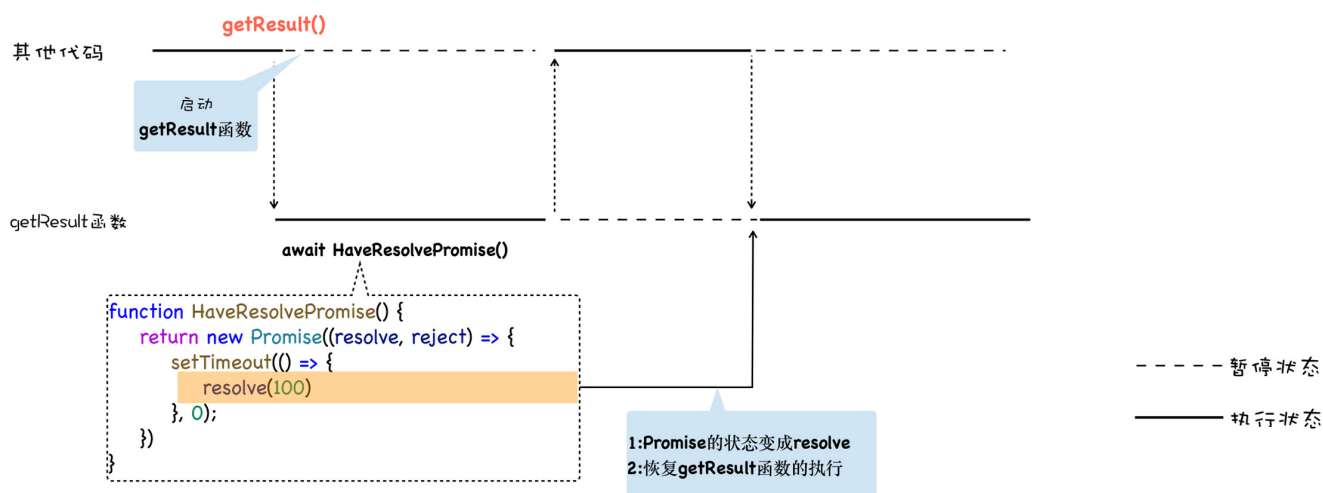 getResult()
其他代码
启动
getResult函数
getResult函数
await HaveResolvePromise()
function HaveResolvePromise() {
return new Promise((resolve, reject) => {
setTimeout(() => {
resolve(100)
}, 0);
})
}
1:Promise的状态变成resolve
2:恢复getResult函数的执行
暂停状态
执行状态